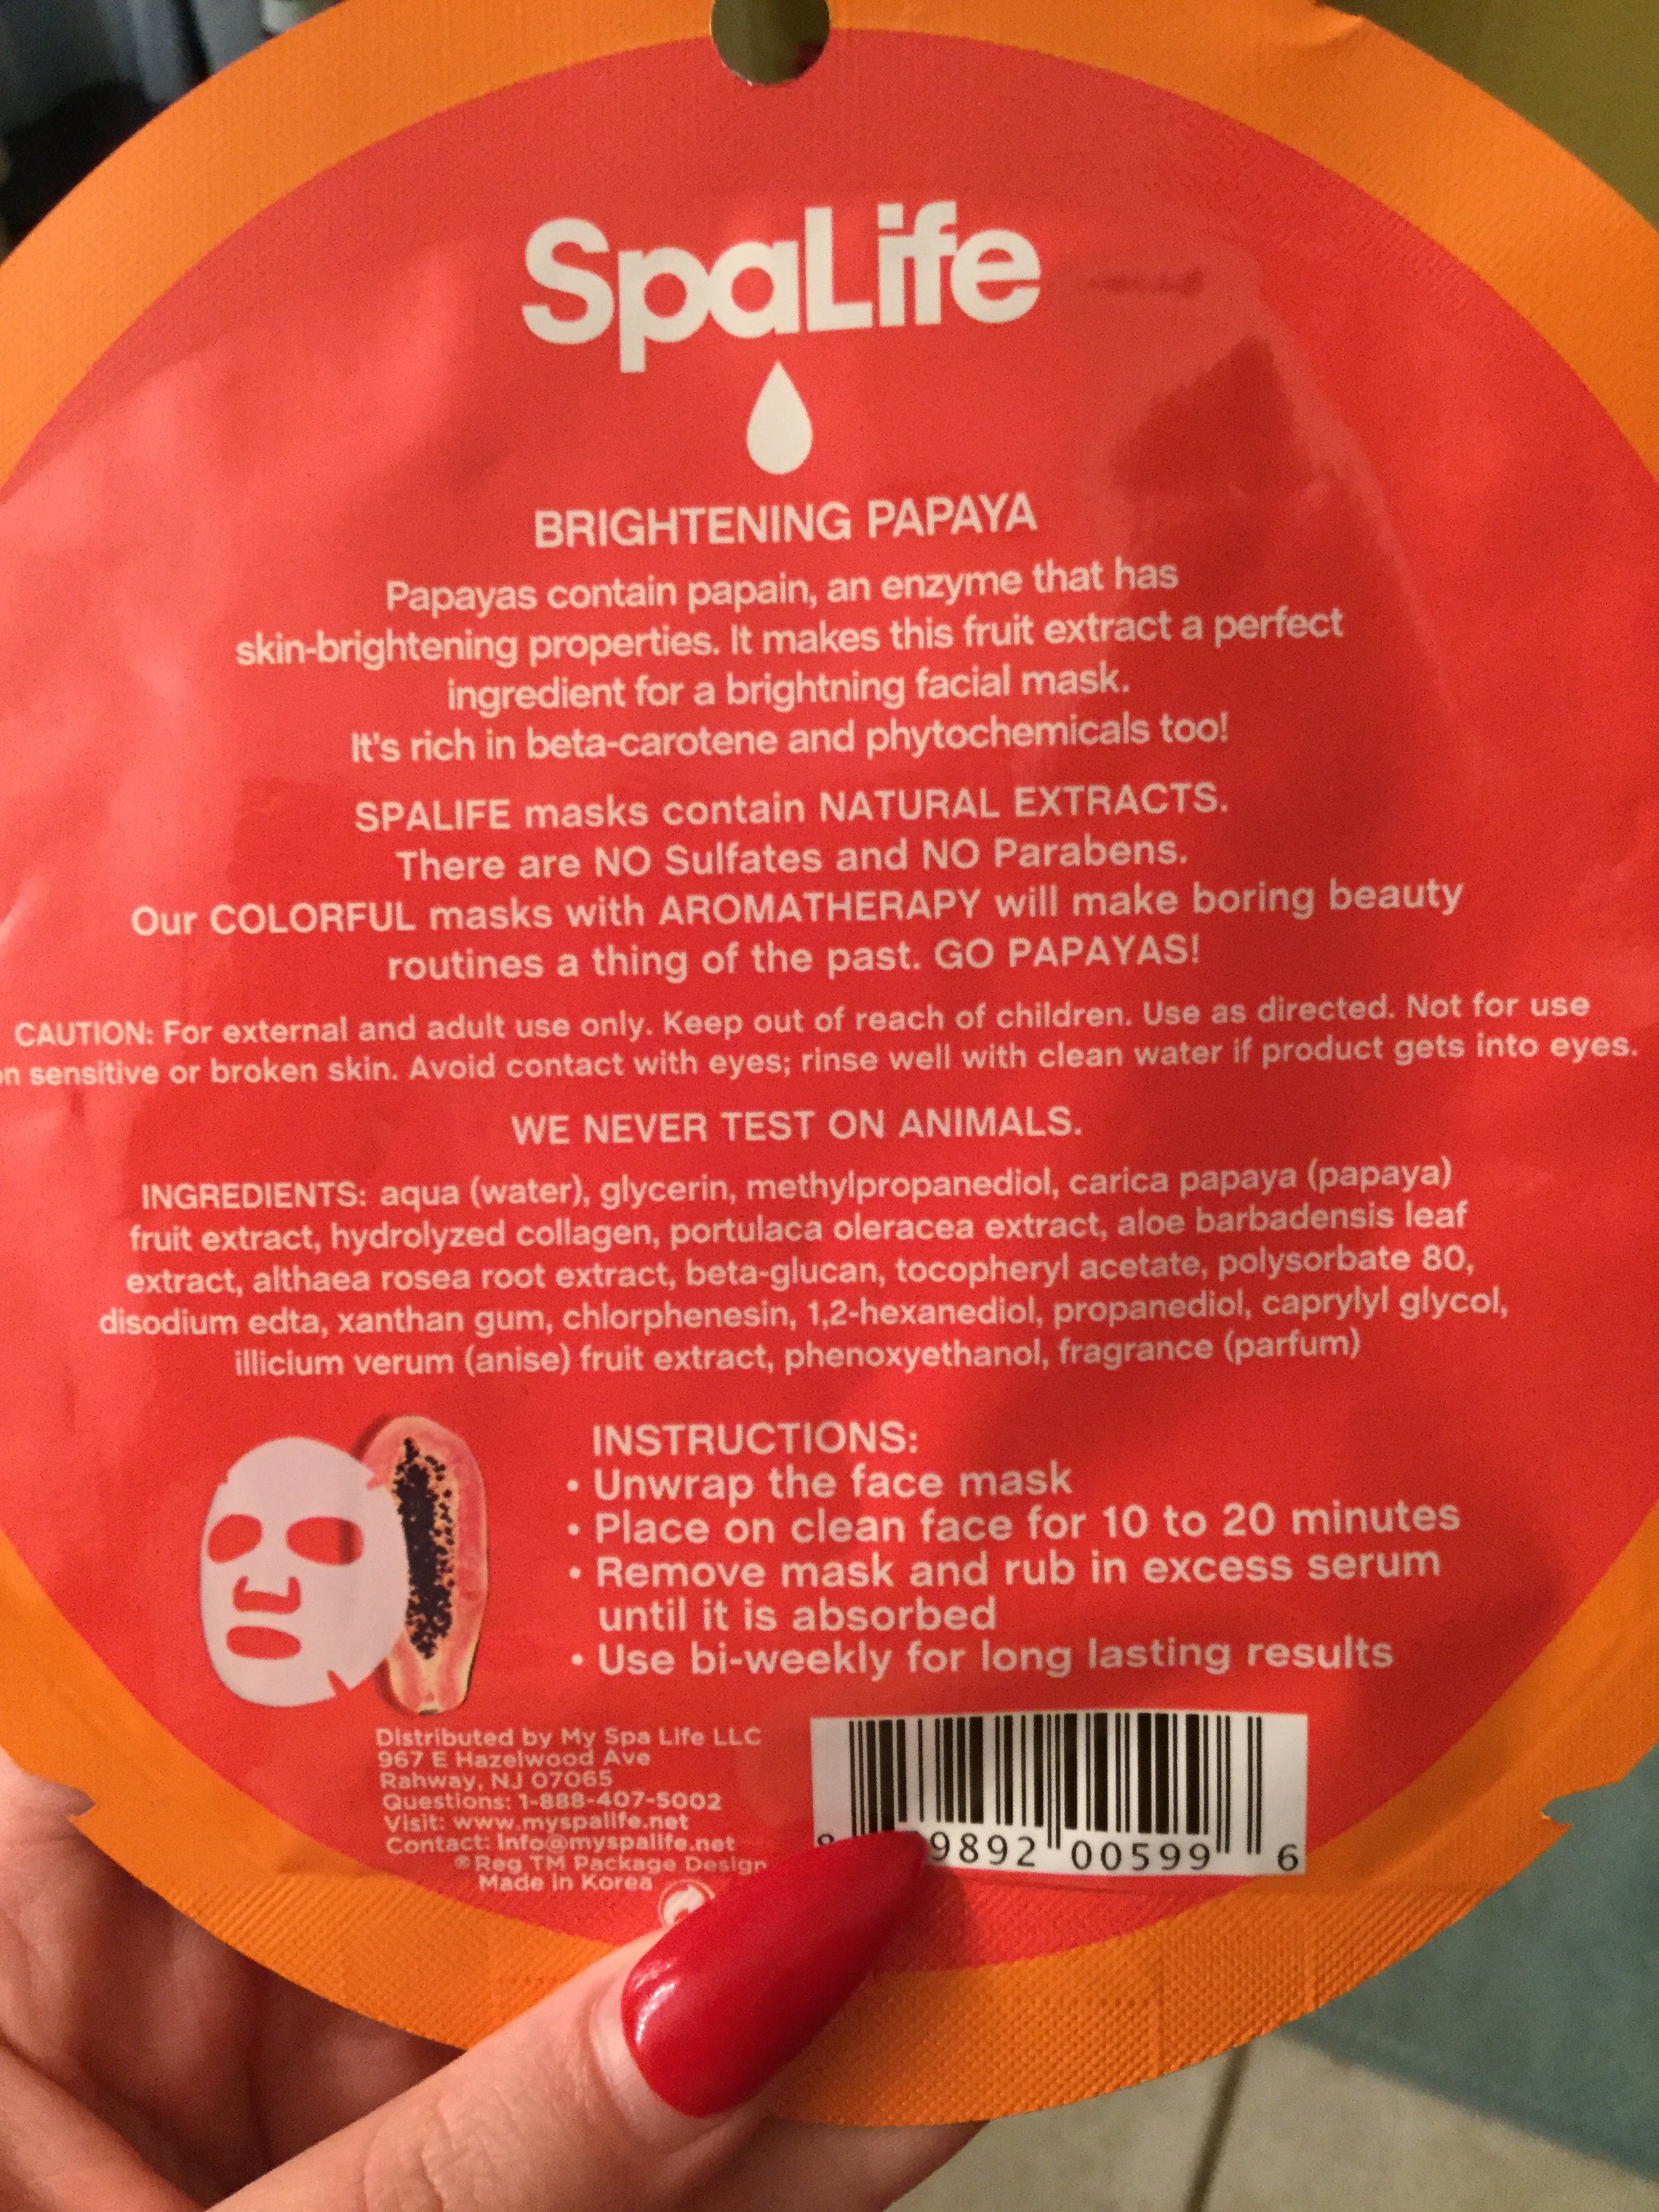 SpaLife
BRIGHTENING PAPAYA
Papayas contain papain, an enzyme that has
skin-brightening properties. It makes this fruit extract a perfect
ingredient for a brightning facial mask.
It's rich in beta-carotene and phytochemicals too!
SPALIFE masks contain NATURAL EXTRACTS.
There are NO Sulfates and NO Parabens.
Our COLORFUL masks with AROMATHERAPY will make boring beauty
routines a thing of the past. GO PAPAYAS!
CAUTION: For external and adult use only. Keep out of reach of children. Use as directed. Not for use
on sensitive or broken skin. Avoid contact with eyes; rinse well with clean water if product gets into eyes.
WE NEVER TEST ON ANIMALS.
INGREDIENTS: aqua (water), glycerin, methylpropanediol, carica papaya (papaya)
fruit extract, hydrolyzed collagen, portulaca oleracea extract, aloe barbadensis leaf
extract, althaea rosea root extract, beta-glucan, tocopheryl acetate, polysorbate 80,
disodium edta, xanthan gum, chlorphenesin, 1,2-hexanediol, propanediol, caprylyl glycol,
illicium verum (anise) fruit extract, phenoxyethanol, fragrance (parfum)
INSTRUCTIONS:
• Unwrap the face mask
• Place on clean face for 10 to 20 minutes
• Remove mask and rub in excess serum
until it is absorbed
• Use bi-weekly for long lasting results
Distributed by My Spa Life LLC
967 E Hazelwood Ave
Rahway, NJ 07065
Questions: 1-888-407-5002
Visit: www.myspalife.net
Contact: info@myspalife.net
®Reg TM Package Design
Made in Korea
9892 00599 6